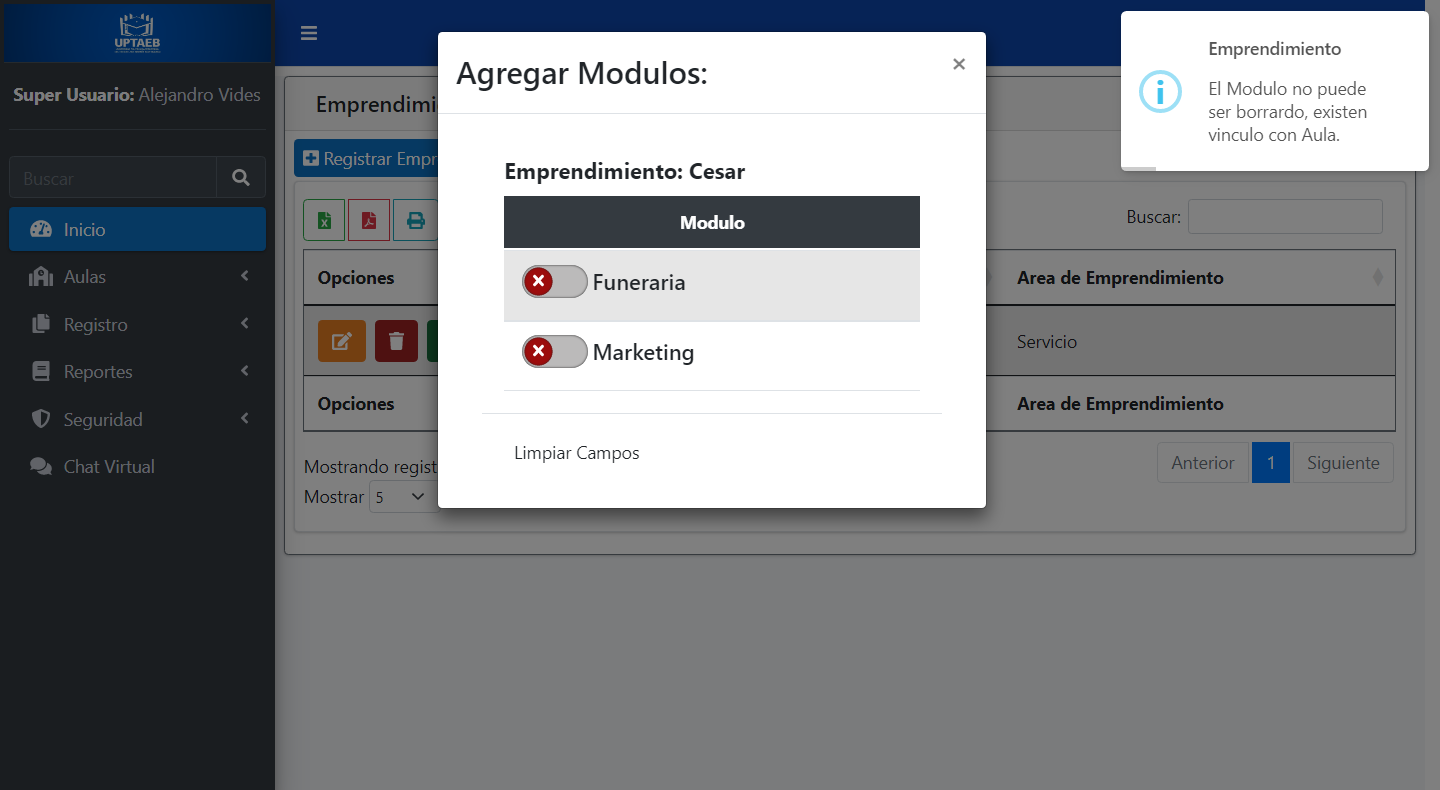 UPTAEB
Super Usuario: Alejandro Vides
Buscar
Inicio
Aulas
Registro
Reportes
Seguridad
Chat Virtual
Emprendimi
Registrar Empr
Buscar:
Opciones
Area de Emprendimiento
Servicio
Opciones
Area de Emprendimiento
Mostrando regist
Mostrar 5
Anterior 1 Siguiente
Agregar Modulos:
×
Emprendimiento: Cesar
Modulo
Funeraria
Marketing
Limpiar Campos
Emprendimiento
El Modulo no puede
ser borrardo, existen
vinculo con Aula.